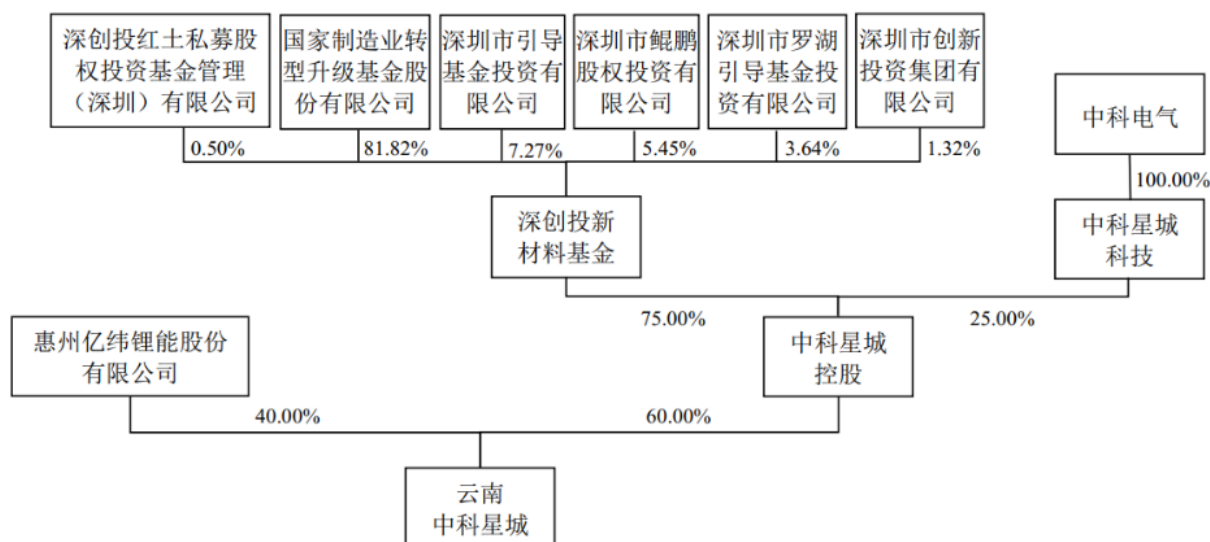 深创投红土私募股
权投资基金管理
（深圳）有限公司
国家制造业转
型升级基金股
份有限公司
深圳市引导
基金投资有
限公司
深圳市鲲鹏
股权投资有
限公司
深圳市罗湖
引导基金投
资有限公司
深圳市创新
投资集团有
限公司
中科电气
0.50%
81.82%
7.27%
5.45%
3.64%
1.32%
100.00%
深创投新
材料基金
中科星城
科技
75.00%
25.00%
惠州亿纬锂能股份
有限公司
中科星城
控股
40.00%
60.00%
云南
中科星城